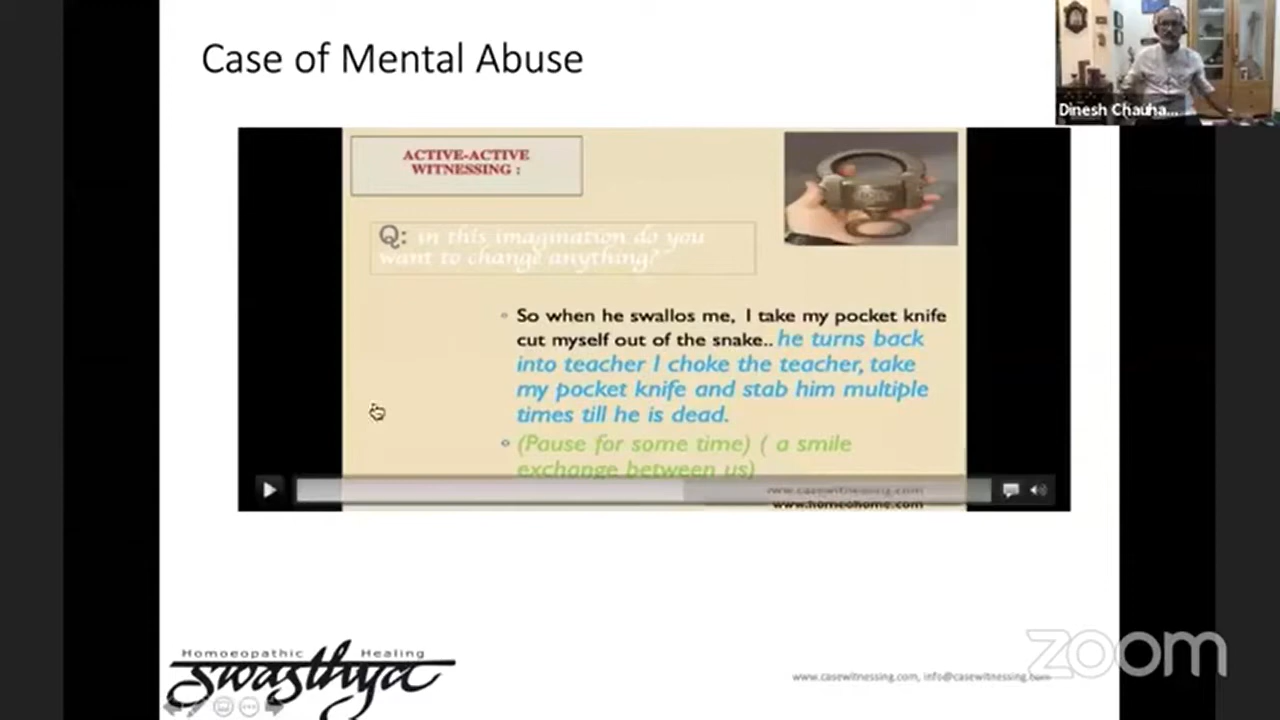 Case of Mental Abuse
Dinesh Chauha...
ACTIVE-ACTIVE
WITNESSING :
Q: in this imagination do you
want to change anything?
So when he swallos me, I take my pocket knife
cut myself out of the snake.. he turns back
into teacher I choke the teacher, take
my pocket knife and stab him multiple
times till he is dead.
(Pause for some time) ( a smile
exchange between us)
www.casewitnessing.com
www.homeohome.com
Homoeopathic Healing
swasthya
zoom
www.casewitnessing.com, info@casewitnessing.com